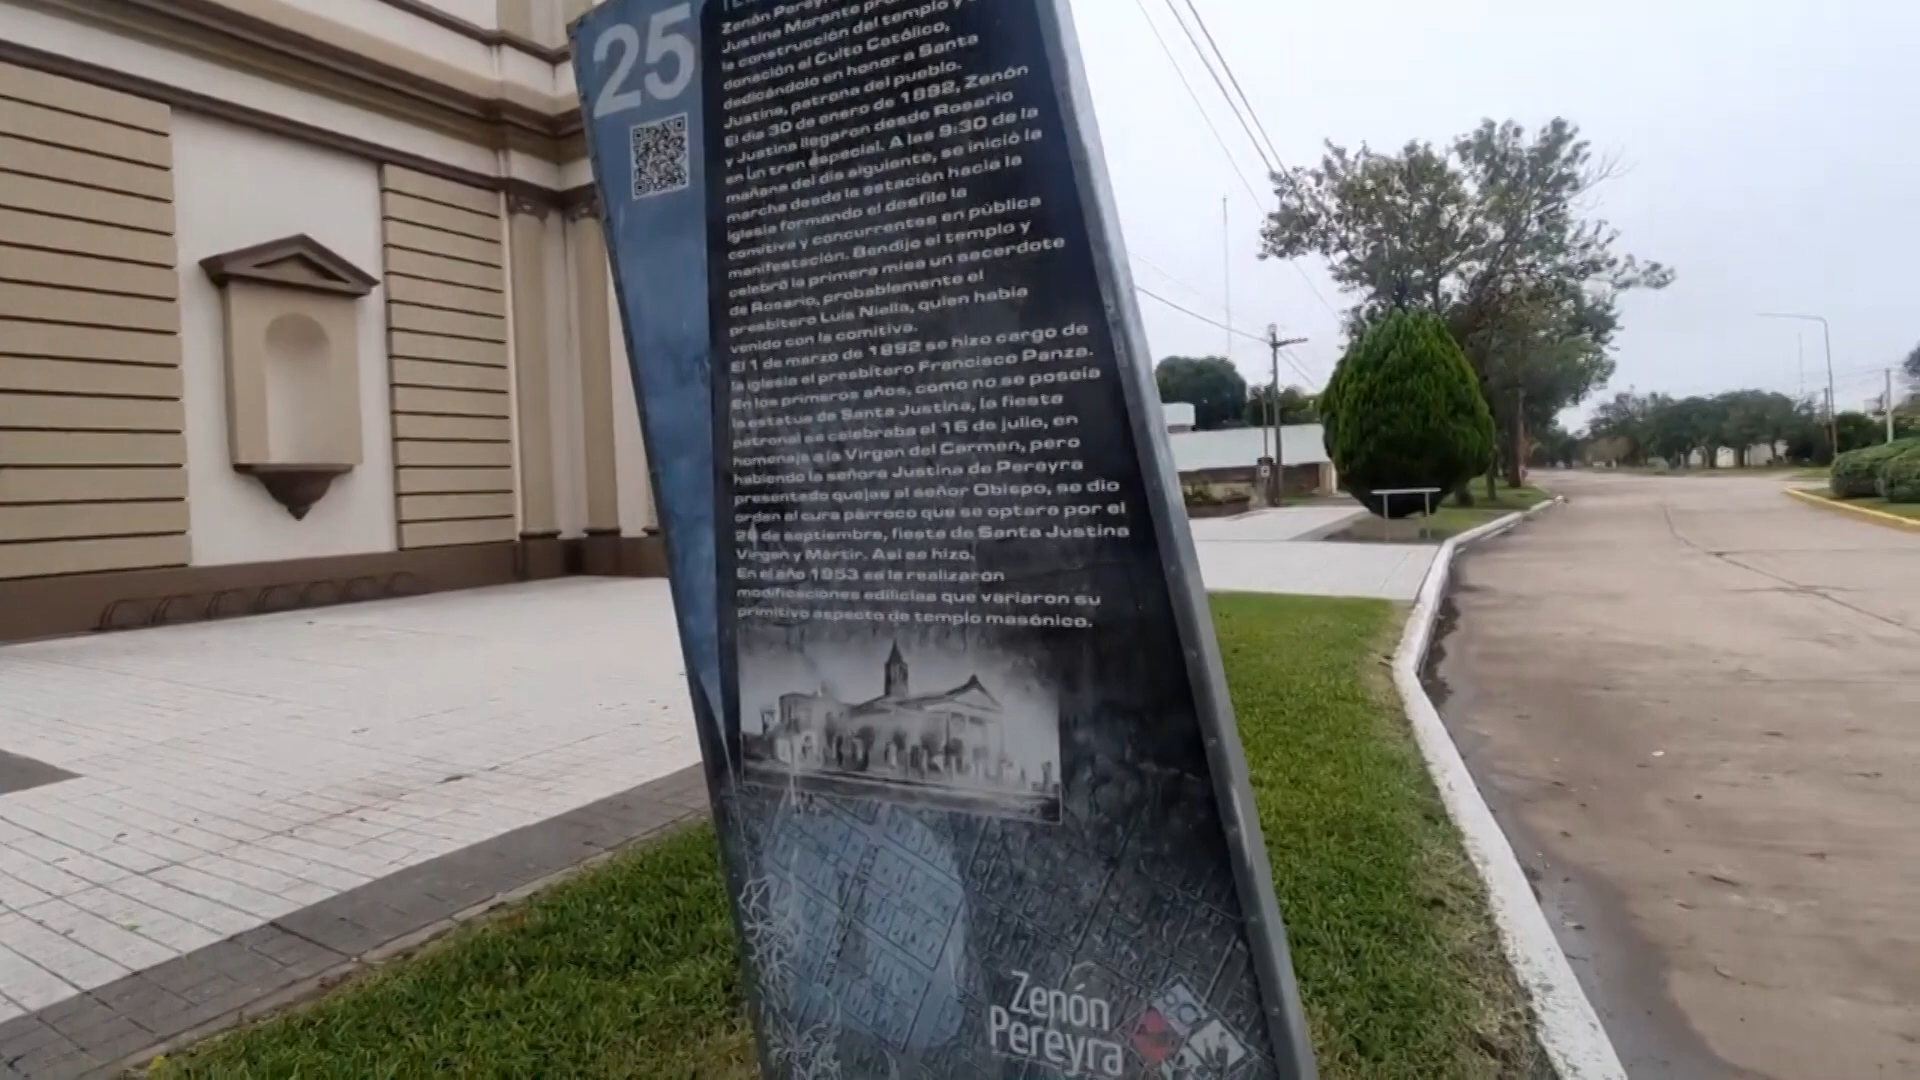 25
Zenón Pereyra
Justina Morante
la construcción del templo y
donación al Culto Católico,
dedicándolo en honor a Santa
Justina, patrona del pueblo.
El día 30 de enero de 1892, Zenón
y Justina llegaron desde Rosario
en un tren especial. A las 9:30 de la
mañana del día siguiente, se inició la
marcha desde la estación hacia la
iglesia formando el desfile la
comitiva y concurrentes en pública
manifestación. Bendijo el templo y
celebró la primera misa un sacerdote
de Rosario, probablemente el
presbítero Luis Niella, quien había
venido con la comitiva.
El 1 de marzo de 1892 se hizo cargo de
la iglesia el presbítero Francisco Panza.
En los primeros años, como no se poseía
la estatua de Santa Justina, la fiesta
patronal se celebraba el 16 de julio, en
homenaje a la Virgen del Carmen, pero
habiendo la señora Justina de Pereyra
presentado quejas al señor Obispo, se dio
orden al cura párroco que se optara por el
26 de septiembre, fiesta de Santa Justina
Virgen y Mártir. Así se hizo.
En el año 1953 se le realizaron
modificaciones edilicias que variaron su
primitivo aspecto de templo masónico.
Zenón
Pereyra